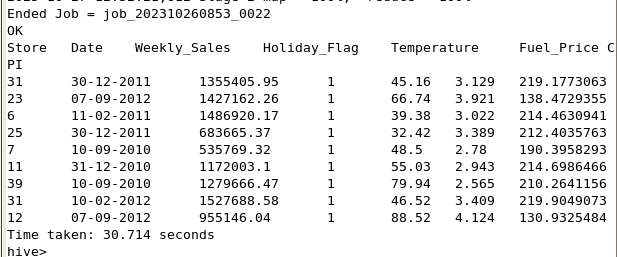 Ended Job = job_202310260853_0022
OK
Store Date Weekly_Sales Holiday_Flag Temperature Fuel_Price C
PI
31 30-12-2011 1355405.95 1 45.16 3.129 219.1773063
23 07-09-2012 1427162.26 1 66.74 3.921 138.4729355
6 11-02-2011 1486920.17 1 39.38 3.022 214.4630941
25 30-12-2011 683665.37 1 32.42 3.389 212.4035763
7 10-09-2010 535769.32 1 48.5 2.78 190.3958293
11 31-12-2010 1172003.1 1 55.03 2.943 214.6986466
39 10-09-2010 1279666.47 1 79.94 2.565 210.2641156
31 10-02-2012 1527688.58 1 46.52 3.409 219.9049073
12 07-09-2012 955146.04 1 88.52 4.124 130.9325484
Time taken: 30.714 seconds
hive>